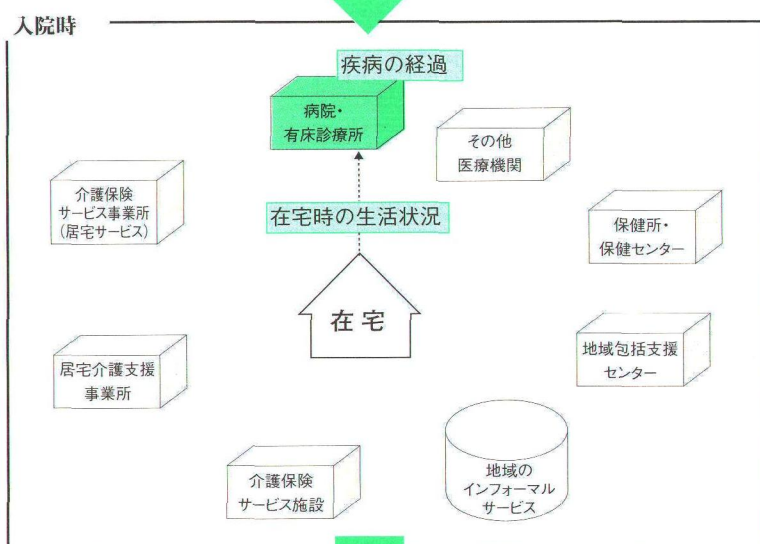 入院時
疾病の経過
病院・
有床診療所
その他
医療機関
介護保険
サービス事業所
(居宅サービス)
在宅時の生活状況
保健所・
保健センター
在宅
居宅介護支援
事業所
地域包括支援
センター
介護保険
サービス施設
地域の
インフォーマル
サービス